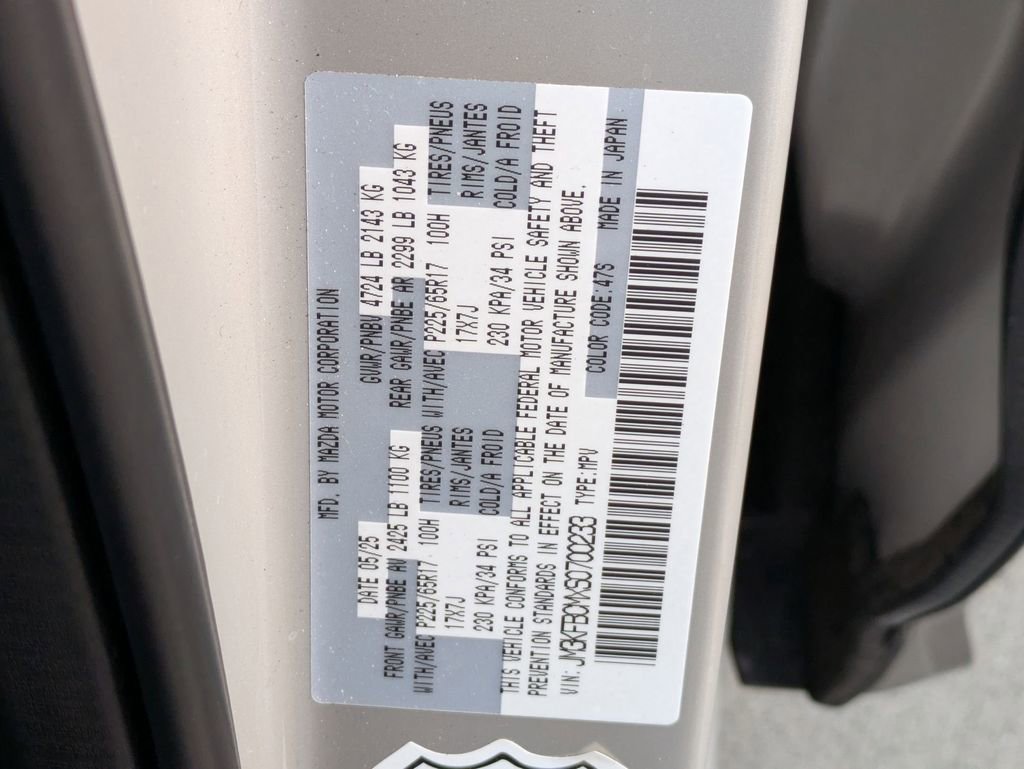 MFD. BY MAZDA MOTOR CORPORATION
DATE 05/25 GVWR/PNBV 4724 LB 2143 KG
FRONT GAWR/PNBE AV 2425 LB 1100 KG REAR GAWR/PNBE AR 2299 LB 1043 KG
WITH/AVEC P225/65R17 100H TIRES/PNEUS WITH/AVEC P225/65R17 100H TIRES/PNEUS
17X7J RIMS/JANTES 17X7J RIMS/JANTES
230 KPA/34 PSI COLD/A FROID 230 KPA/34 PSI COLD/A FROID
THIS VEHICLE CONFORMS TO ALL APPLICABLE FEDERAL MOTOR VEHICLE SAFETY AND THEFT
PREVENTION STANDARDS IN EFFECT ON THE DATE OF MANUFACTURE SHOWN ABOVE.
VIN: JM3KFBCMXS0700233 TYPE:MPV COLOR CODE.47S MADE IN JAPAN